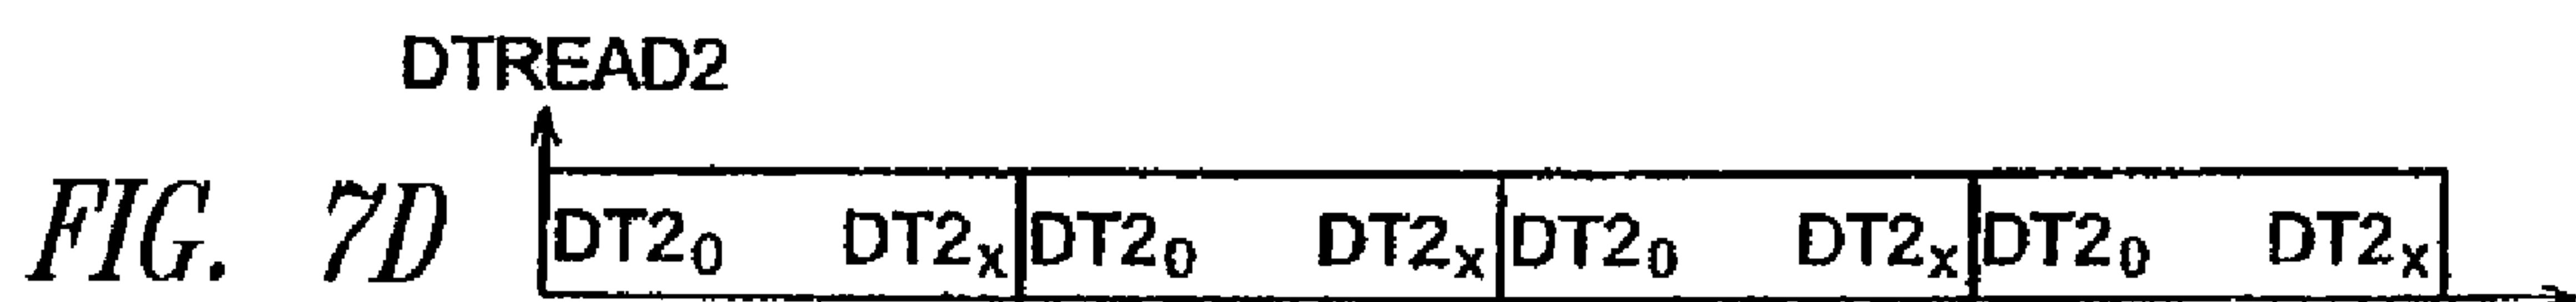 DTREAD2
FIG. 7D DT2₀ DT2ₓ DT2₀ DT2ₓ DT2₀ DT2ₓ DT2₀ DT2ₓ